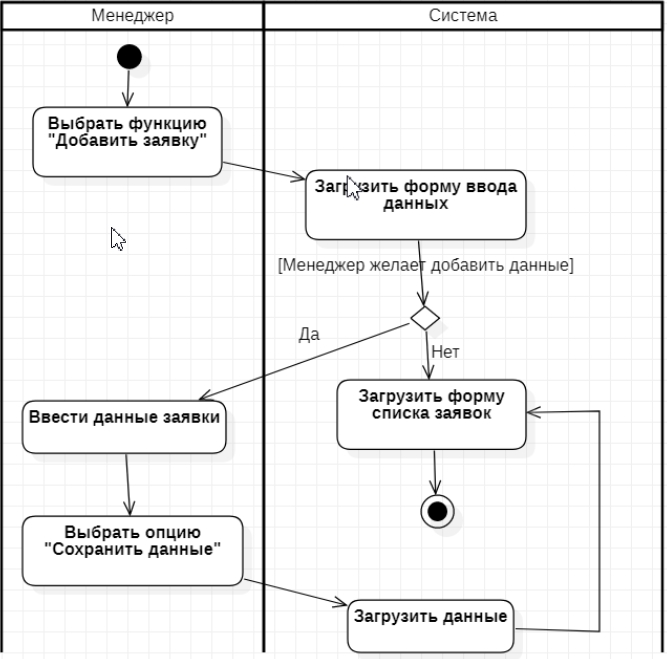 Менеджер
Система
Выбрать функцию
"Добавить заявку"
Загрузить форму ввода
данных
[Менеджер желает добавить данные]
Да
Нет
Ввести данные заявки
Загрузить форму
списка заявок
Выбрать опцию
"Сохранить данные"
Загрузить данные